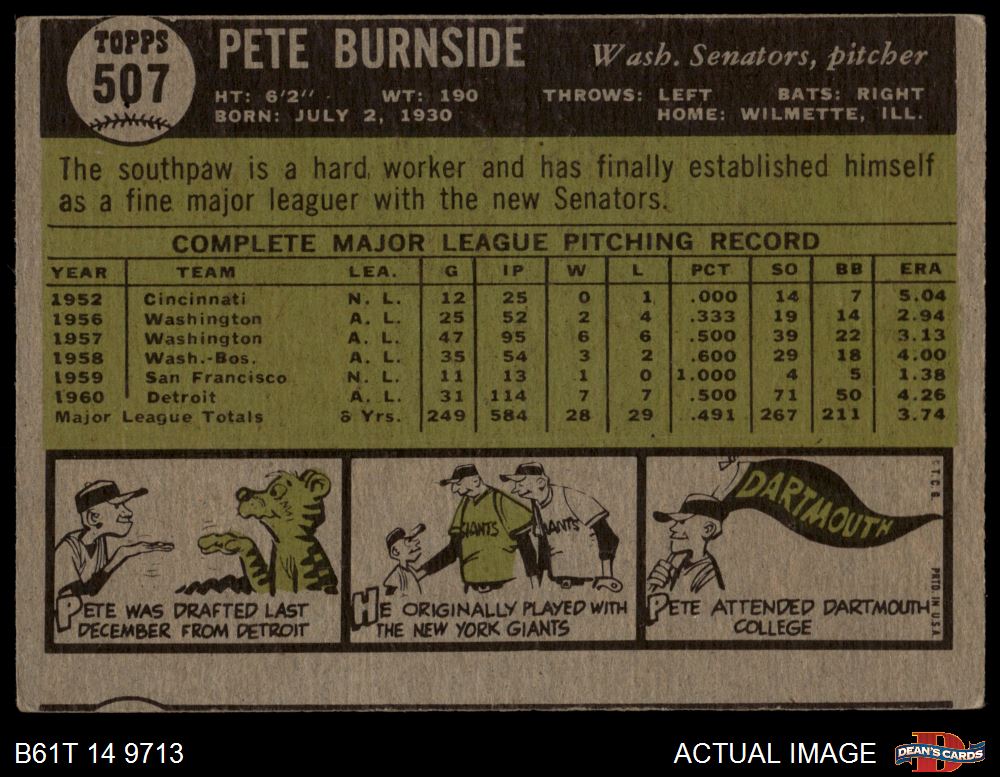 TOPPS
507
PETE BURNSIDE
Wash. Senators, pitcher
HT: 6'2" WT: 190 THROWS: LEFT BATS: RIGHT
BORN: JULY 2, 1930 HOME: WILMETTE, ILL.
The southpaw is a hard worker and has finally established himself
as a fine major leaguer with the new Senators.
COMPLETE MAJOR LEAGUE PITCHING RECORD
YEAR TEAM LEA. G IP W L PCT SO BB ERA
1952 Cincinnati N. L. 12 25 0 1 .000 14 7 5.04
1956 Washington A. L. 25 52 2 4 .333 19 14 2.94
1957 Washington A. L. 47 95 6 6 .500 39 22 3.13
1958 Wash.-Bos. A. L. 35 54 3 2 .600 29 18 4.00
1959 San Francisco N. L. 11 13 1 0 1.000 4 5 1.38
1960 Detroit A. L. 31 114 7 7 .500 71 50 4.26
Major League Totals 6 Yrs. 249 584 28 29 .491 267 211 3.74
PETE WAS DRAFTED LAST
DECEMBER FROM DETROIT
GIANTS
IANTS
HE ORIGINALLY PLAYED WITH
THE NEW YORK GIANTS
DARTMOUTH
PETE ATTENDED DARTMOUTH
COLLEGE
© T. C. G.
PRTD. IN U.S.A.
B61T 14 9713
ACTUAL IMAGE
D
DEAN'S CARDS